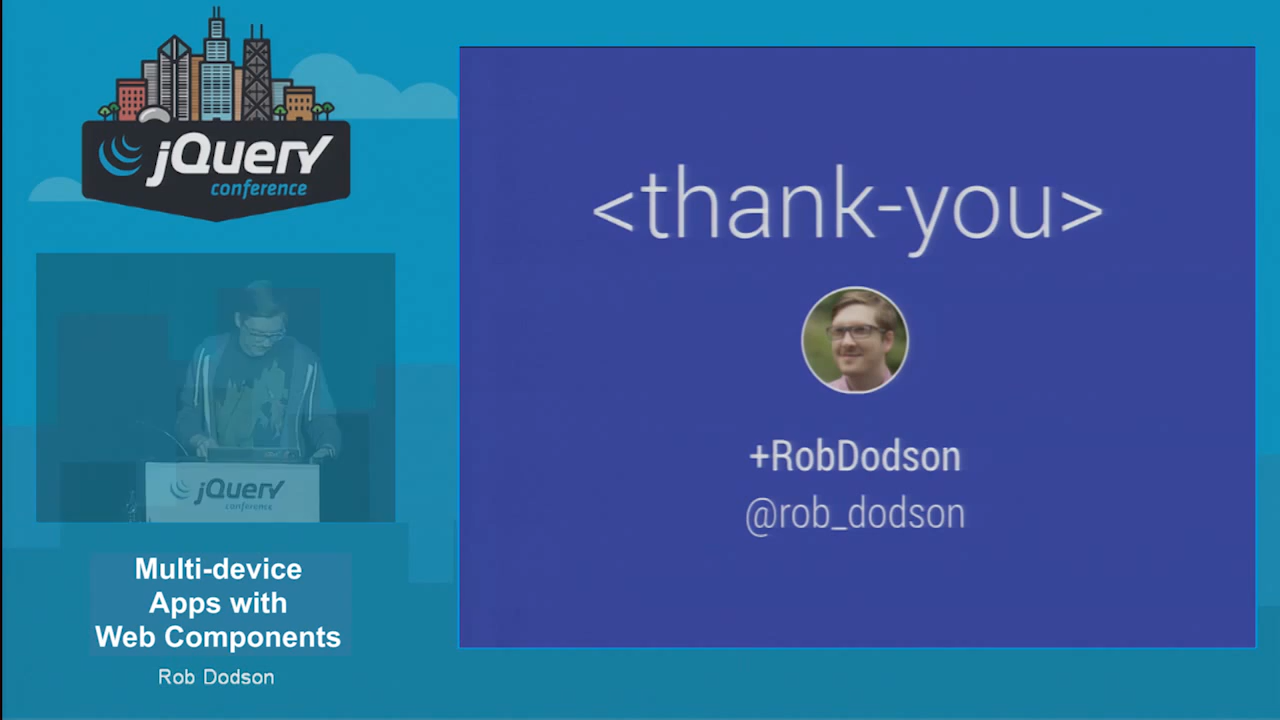 jQuery
conference
jQuery
conference
Multi-device
Apps with
Web Components
Rob Dodson
<thank-you>
+RobDodson
@rob_dodson